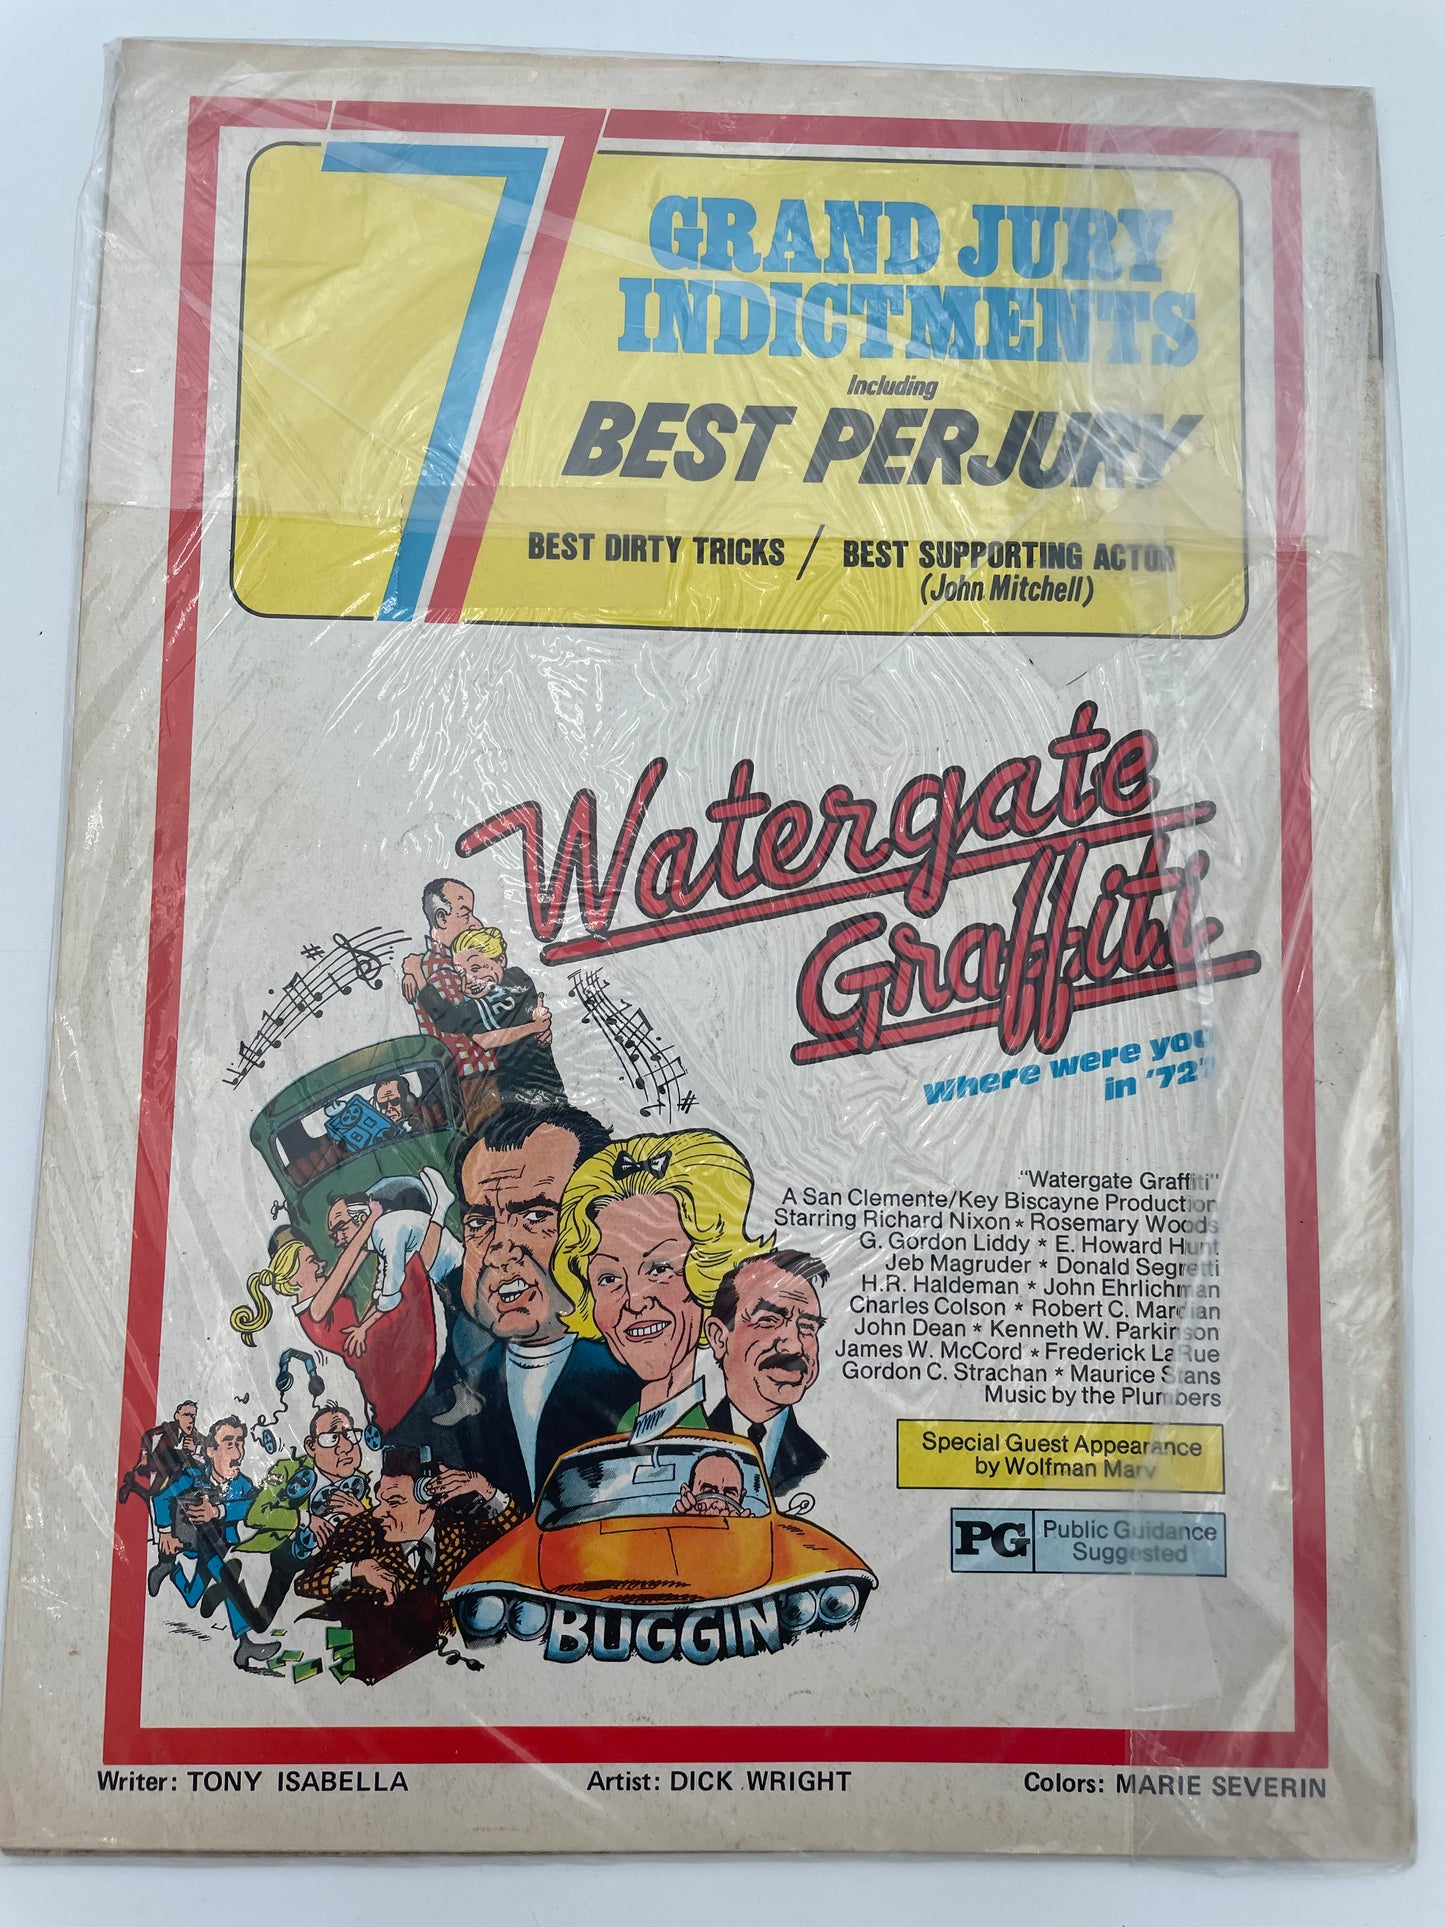 7
GRAND JURY
INDICTMENTS
Including
BEST PERJURY
BEST DIRTY TRICKS / BEST SUPPORTING ACTOR
(John Mitchell)
Watergate
Graffiti
Where were you
in '72?
"Watergate Graffiti"
A San Clemente/Key Biscayne Production
Starring Richard Nixon * Rosemary Woods
G. Gordon Liddy * E. Howard Hunt
Jeb Magruder * Donald Segretti
H.R. Haldeman * John Ehrlichman
Charles Colson * Robert C. Mardian
John Dean * Kenneth W. Parkinson
James W. McCord * Frederick LaRue
Gordon C. Strachan * Maurice Stans
Music by the Plumbers
Special Guest Appearance
by Wolfman Marv
PG Public Guidance
Suggested
12
BUGGIN'
Writer: TONY ISABELLA Artist: DICK WRIGHT Colors: MARIE SEVERIN